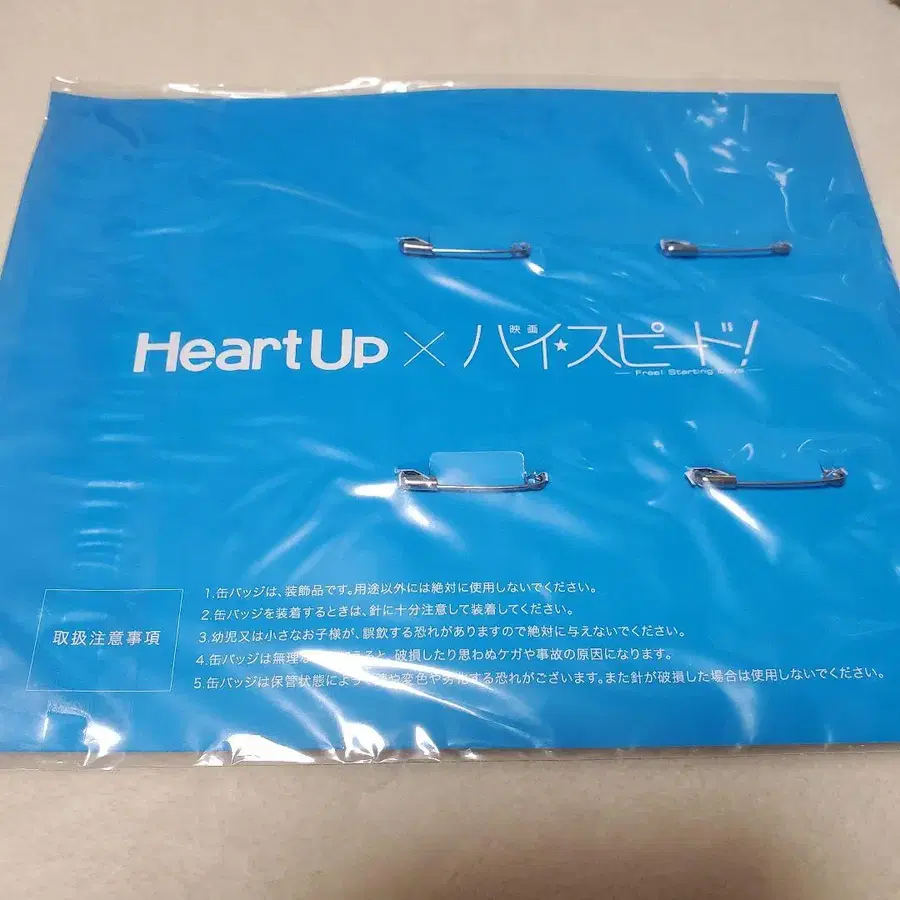 HeartUp × 映画 ハイ☆スピード!
Free! Starting Days
取扱注意事項
1.缶バッジは、装飾品です。用途以外には絶対に使用しないでください。
2.缶バッジを装着するときは、針に十分注意して装着してください。
3.幼児又は小さなお子様が、誤飲する恐れがありますので絶対に与えないでください。
4.缶バッジは無理な えると、破損したり思わぬケガや事故の原因になります。
5.缶バッジは保管状態によって や変色や劣化する恐れがございます。また針が破損した場合は使用しないでください。